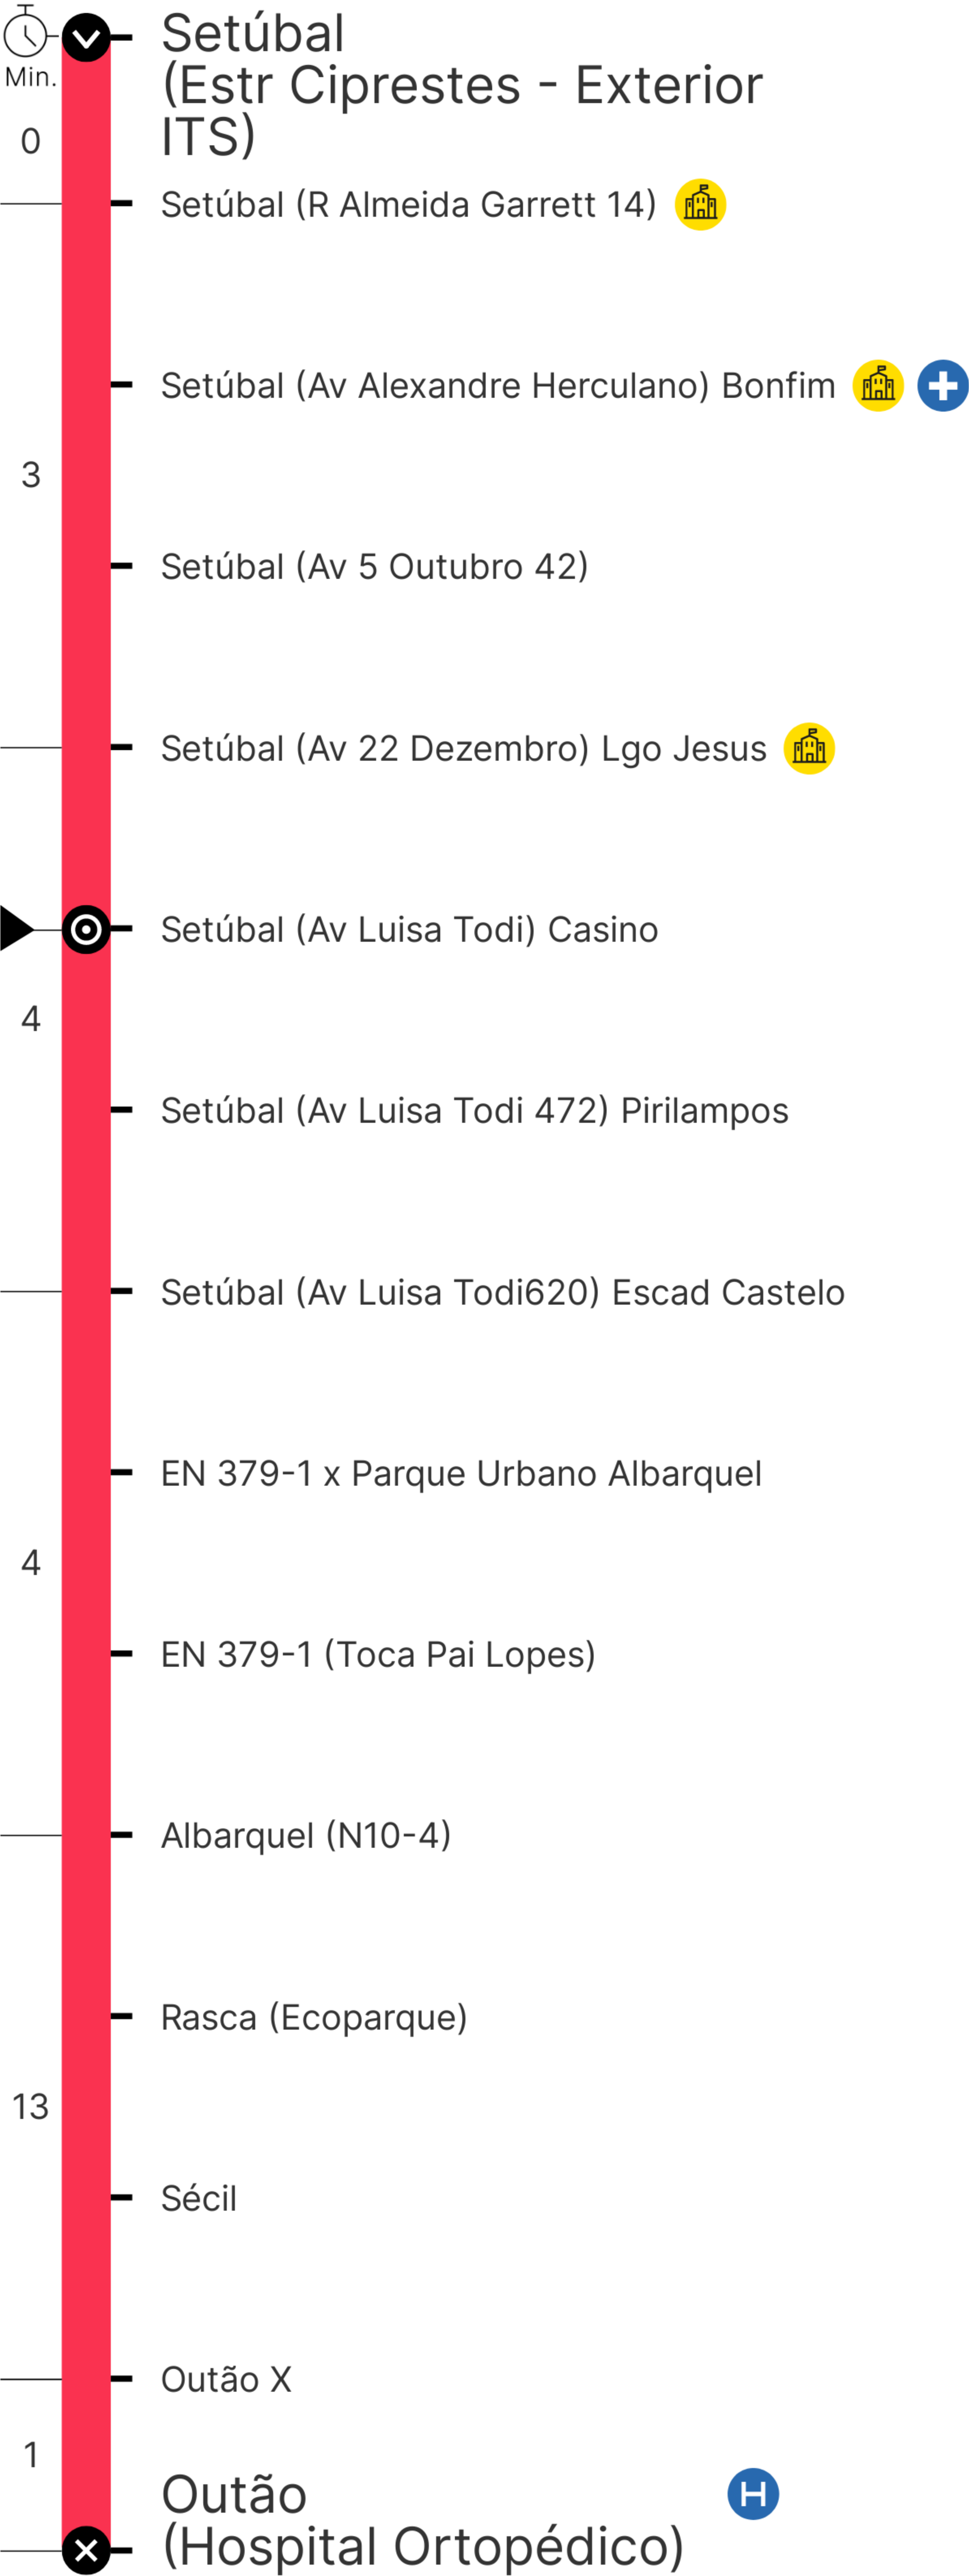 Setúbal
(Estr Ciprestes - Exterior
ITS)
Min.
0
Setúbal (R Almeida Garrett 14)
Setúbal (Av Alexandre Herculano) Bonfim
3
Setúbal (Av 5 Outubro 42)
Setúbal (Av 22 Dezembro) Lgo Jesus
Setúbal (Av Luisa Todi) Casino
4
Setúbal (Av Luisa Todi 472) Pirilampos
Setúbal (Av Luisa Todi620) Escad Castelo
EN 379-1 x Parque Urbano Albarquel
4
EN 379-1 (Toca Pai Lopes)
Albarquel (N10-4)
Rasca (Ecoparque)
13
Sécil
Outão X
1
Outão
H
(Hospital Ortopédico)